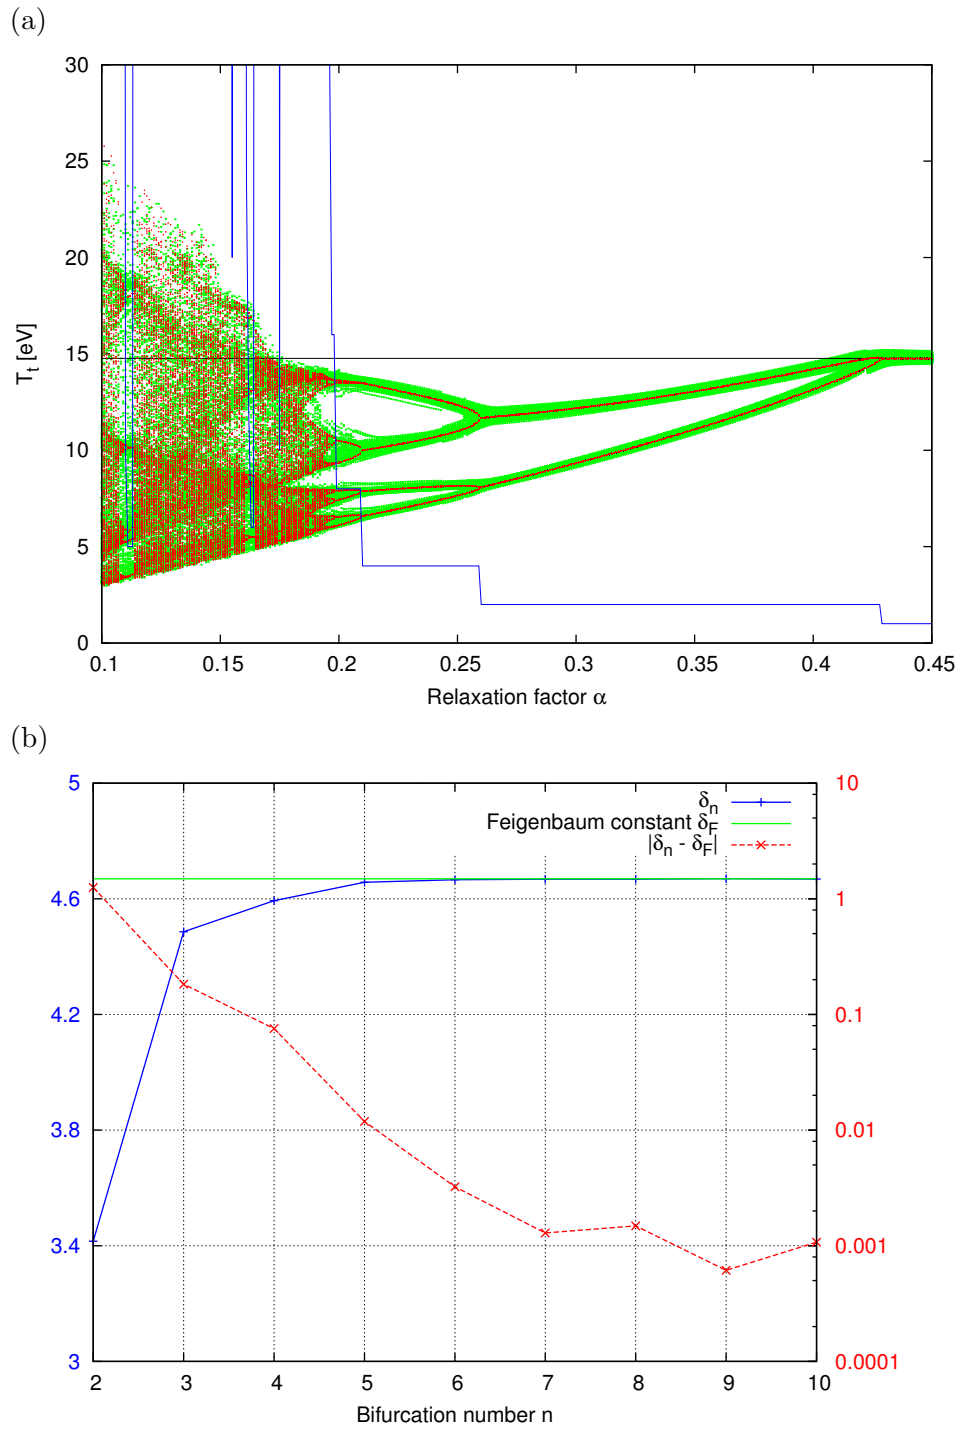 (a)
30
25
20
15
10
5
0
T_t [eV]
0.1 0.15 0.2 0.25 0.3 0.35 0.4 0.45
Relaxation factor α
(b)
5
4.6
4.2
3.8
3.4
3
10
1
0.1
0.01
0.001
0.0001
δ_n
Feigenbaum constant δ_F
|δ_n - δ_F|
2 3 4 5 6 7 8 9 10
Bifurcation number n